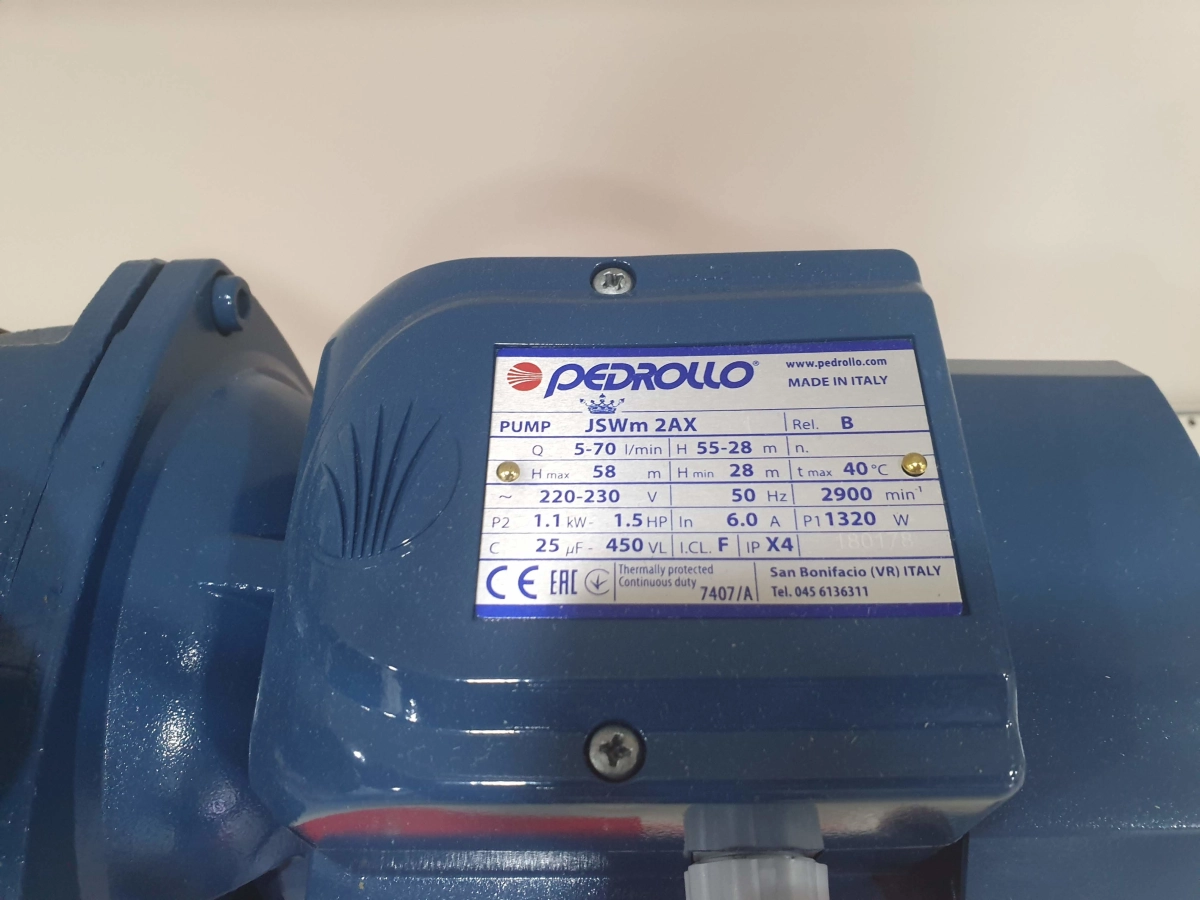 PEDROLLO®
www.pedrollo.com
MADE IN ITALY
PUMP JSWm 2AX Rel. B
Q 5-70 l/min H 55-28 m n.
H max 58 m H min 28 m t max 40 °C
~ 220-230 V 50 Hz 2900 min⁻¹
P2 1.1 kW- 1.5 HP In 6.0 A P1 1320 W
C 25 µF- 450 VL I.CL. F IP X4
CE EAC Thermally protected
Continuous duty 7407/A
San Bonifacio (VR) ITALY
Tel. 045 6136311